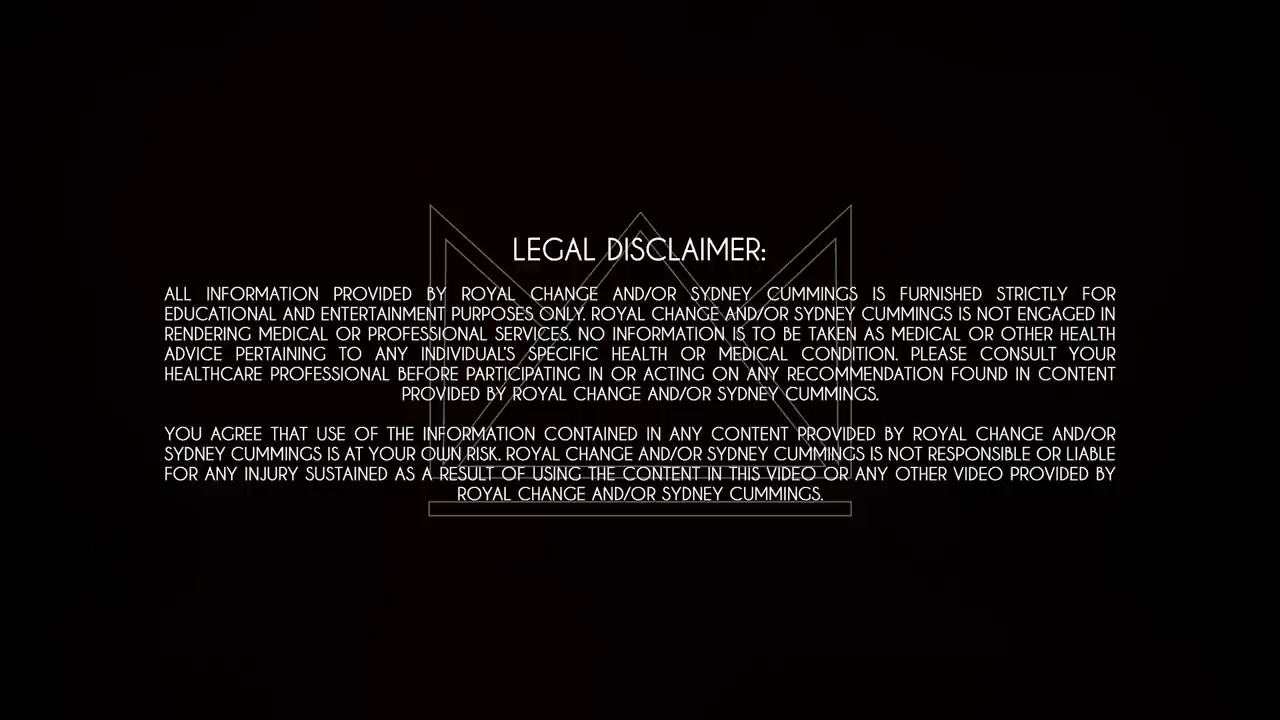 LEGAL DISCLAIMER:
ALL INFORMATION PROVIDED BY ROYAL CHANGE AND/OR SYDNEY CUMMINGS IS FURNISHED STRICTLY FOR
EDUCATIONAL AND ENTERTAINMENT PURPOSES ONLY. ROYAL CHANGE AND/OR SYDNEY CUMMINGS IS NOT ENGAGED IN
RENDERING MEDICAL OR PROFESSIONAL SERVICES. NO INFORMATION IS TO BE TAKEN AS MEDICAL OR OTHER HEALTH
ADVICE PERTAINING TO ANY INDIVIDUAL'S SPECIFIC HEALTH OR MEDICAL CONDITION. PLEASE CONSULT YOUR
HEALTHCARE PROFESSIONAL BEFORE PARTICIPATING IN OR ACTING ON ANY RECOMMENDATION FOUND IN CONTENT
PROVIDED BY ROYAL CHANGE AND/OR SYDNEY CUMMINGS.
YOU AGREE THAT USE OF THE INFORMATION CONTAINED IN ANY CONTENT PROVIDED BY ROYAL CHANGE AND/OR
SYDNEY CUMMINGS IS AT YOUR OWN RISK. ROYAL CHANGE AND/OR SYDNEY CUMMINGS IS NOT RESPONSIBLE OR LIABLE
FOR ANY INJURY SUSTAINED AS A RESULT OF USING THE CONTENT IN THIS VIDEO OR ANY OTHER VIDEO PROVIDED BY
ROYAL CHANGE AND/OR SYDNEY CUMMINGS.